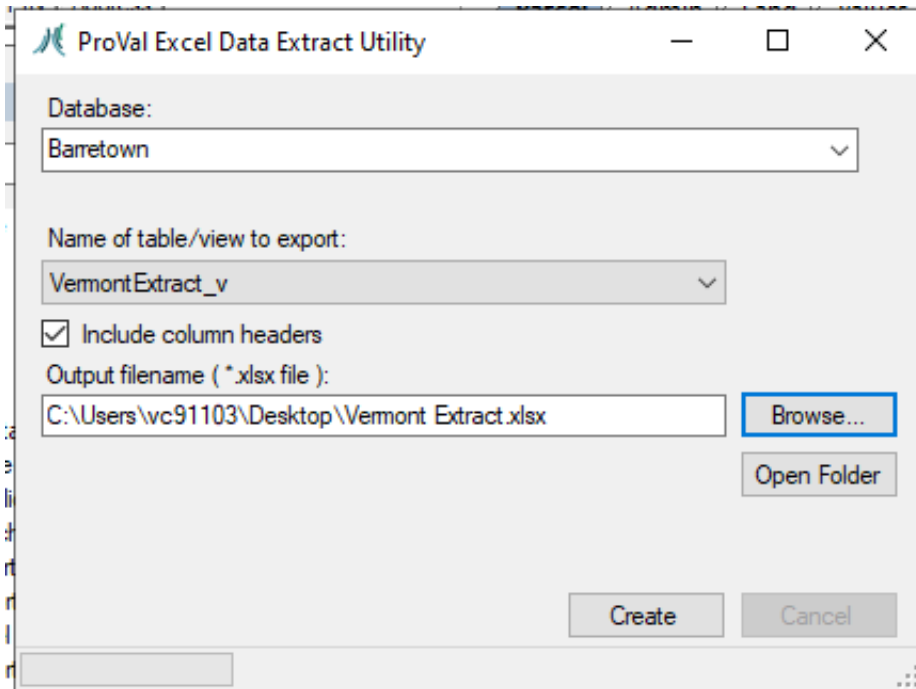 ProVal Excel Data Extract Utility
Database:
Barretown
Name of table/view to export:
VermontExtract_v
Include column headers
Output filename ( *.xlsx file ):
C:\Users\vc91103\Desktop\Vermont Extract.xlsx
Browse...
Open Folder
Create
Cancel